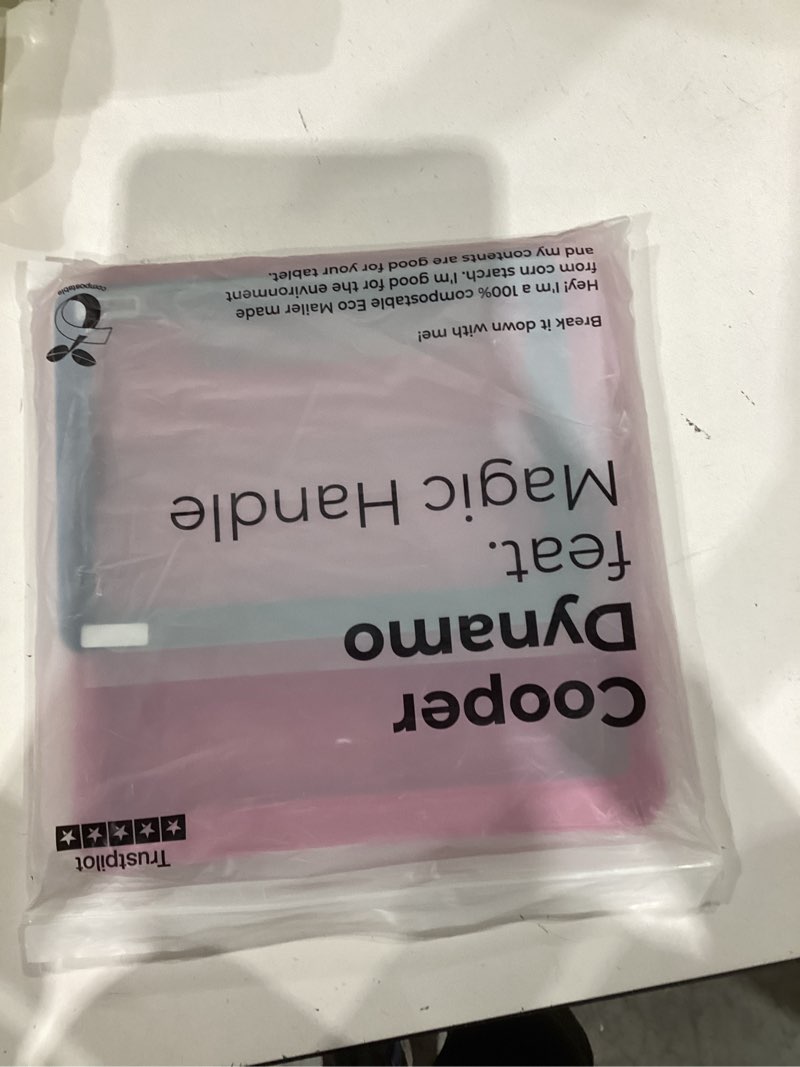 Trustpilot
Cooper
Dynamo
feat.
Magic Handle
Break it down with me!
Hey! I'm a 100% compostable Eco Mailer made
from corn starch. I'm good for the environment
and my contents are good for your tablet.
compostable